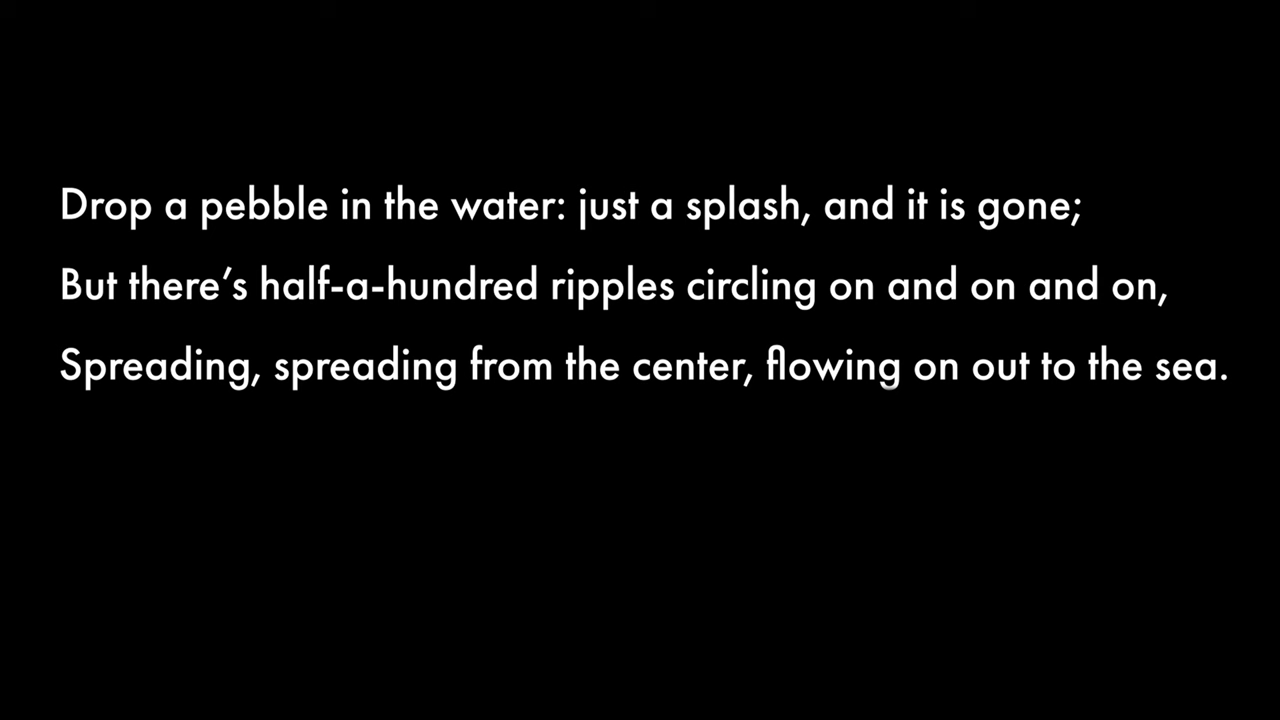 Drop a pebble in the water: just a splash, and it is gone;
But there’s half-a-hundred ripples circling on and on and on,
Spreading, spreading from the center, flowing on out to the sea.